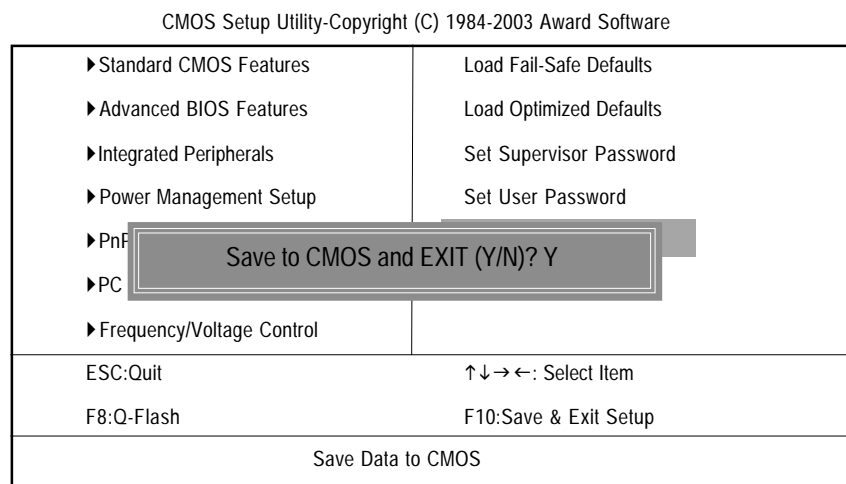 CMOS Setup Utility-Copyright (C) 1984-2003 Award Software
Standard CMOS Features
Advanced BIOS Features
Integrated Peripherals
Power Management Setup
PnP
PC
Frequency/Voltage Control
Load Fail-Safe Defaults
Load Optimized Defaults
Set Supervisor Password
Set User Password
Save to CMOS and EXIT (Y/N)? Y
ESC:Quit ↑↓→←: Select Item
F8:Q-Flash F10:Save & Exit Setup
Save Data to CMOS